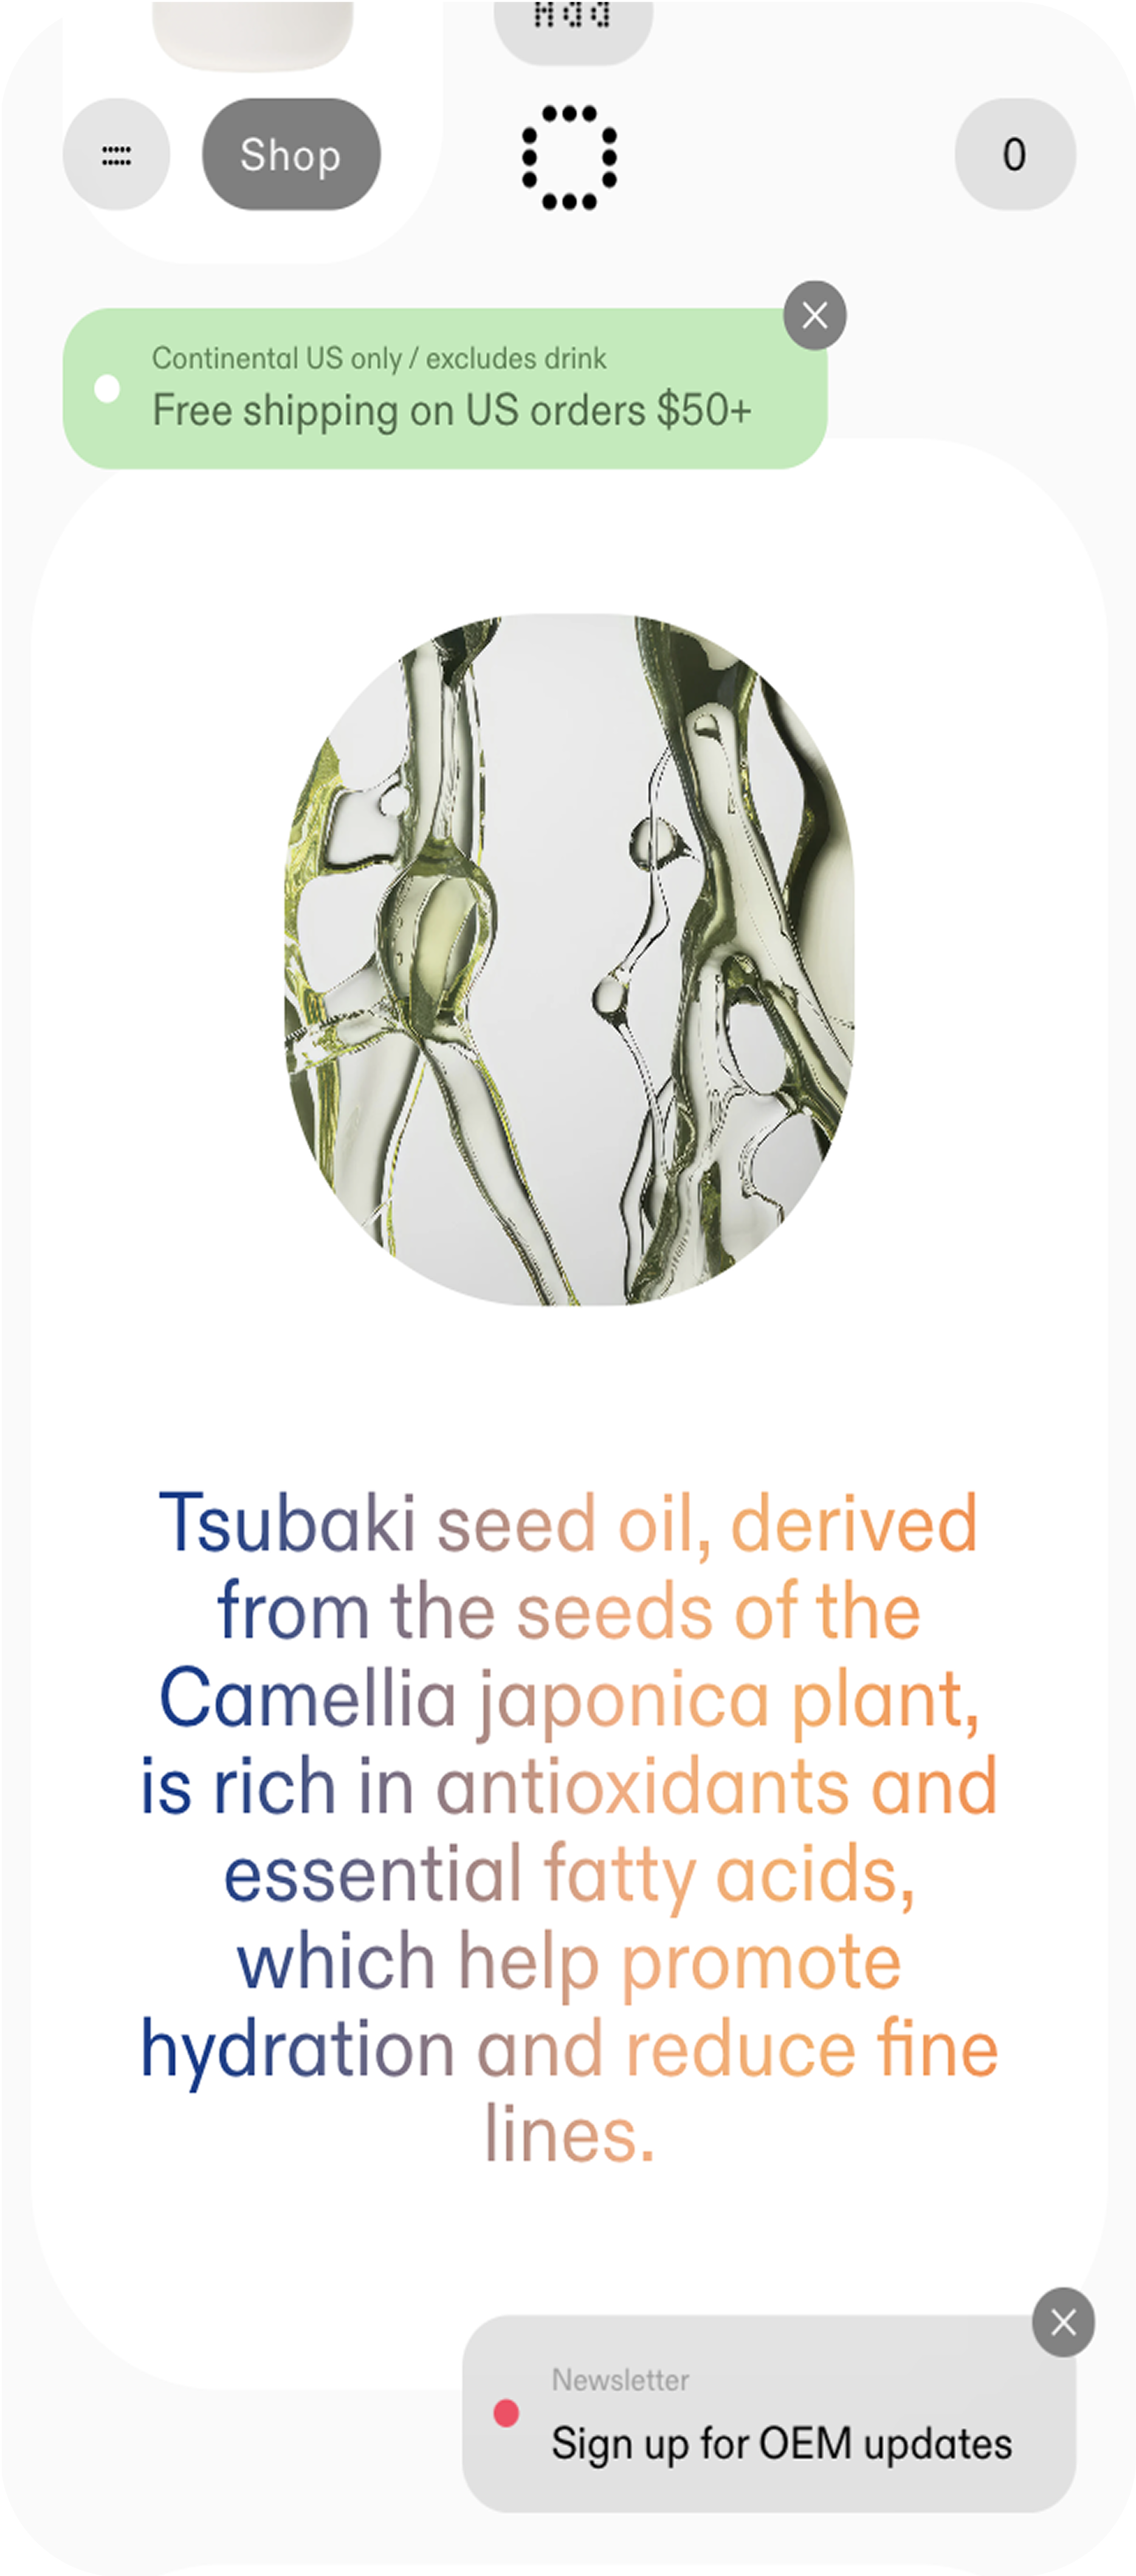 Add
Shop
0
Continental US only / excludes drink
Free shipping on US orders $50+
Tsubaki seed oil, derived
from the seeds of the
Camellia japonica plant,
is rich in antioxidants and
essential fatty acids,
which help promote
hydration and reduce fine
lines.
Newsletter
Sign up for OEM updates